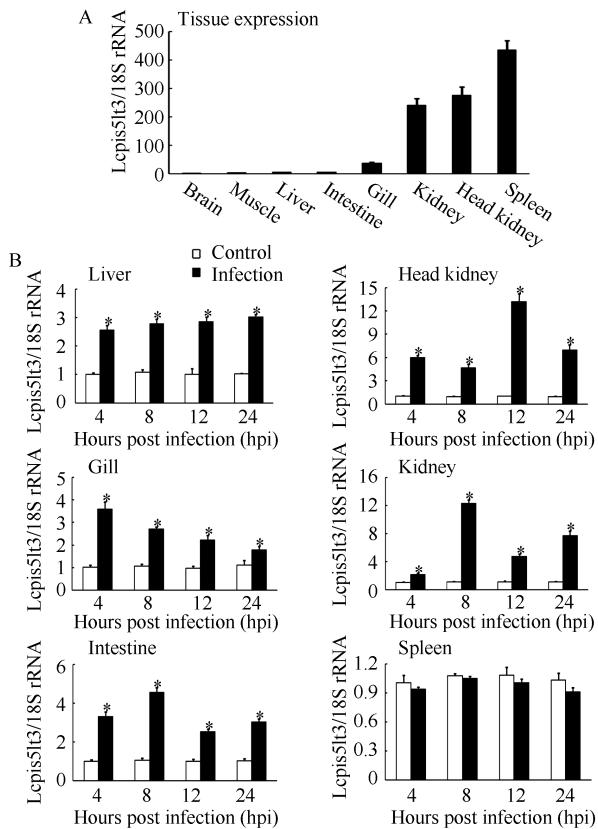 A
Tissue expression
Lcpis5lt3/18S rRNA
500
400
300
200
100
0
Brain
Muscle
Liver
Intestine
Gill
Kidney
Head kidney
Spleen
B
Control
Infection
Liver
Lcpis5lt3/18S rRNA
4
3
2
1
0
* * * *
4 8 12 24
Hours post infection (hpi)
Head kidney
Lcpis5lt3/18S rRNA
15
12
9
6
3
0
* * * *
4 8 12 24
Hours post infection (hpi)
Gill
Lcpis5lt3/18S rRNA
5
4
3
2
1
0
* * * *
4 8 12 24
Hours post infection (hpi)
Kidney
Lcpis5lt3/18S rRNA
16
12
8
4
0
* * * *
4 8 12 24
Hours post infection (hpi)
Intestine
Lcpis5lt3/18S rRNA
6
4
2
0
* * * *
4 8 12 24
Hours post infection (hpi)
Spleen
Lcpis5lt3/18S rRNA
1.2
0.9
0.6
0.3
0
4 8 12 24
Hours post infection (hpi)